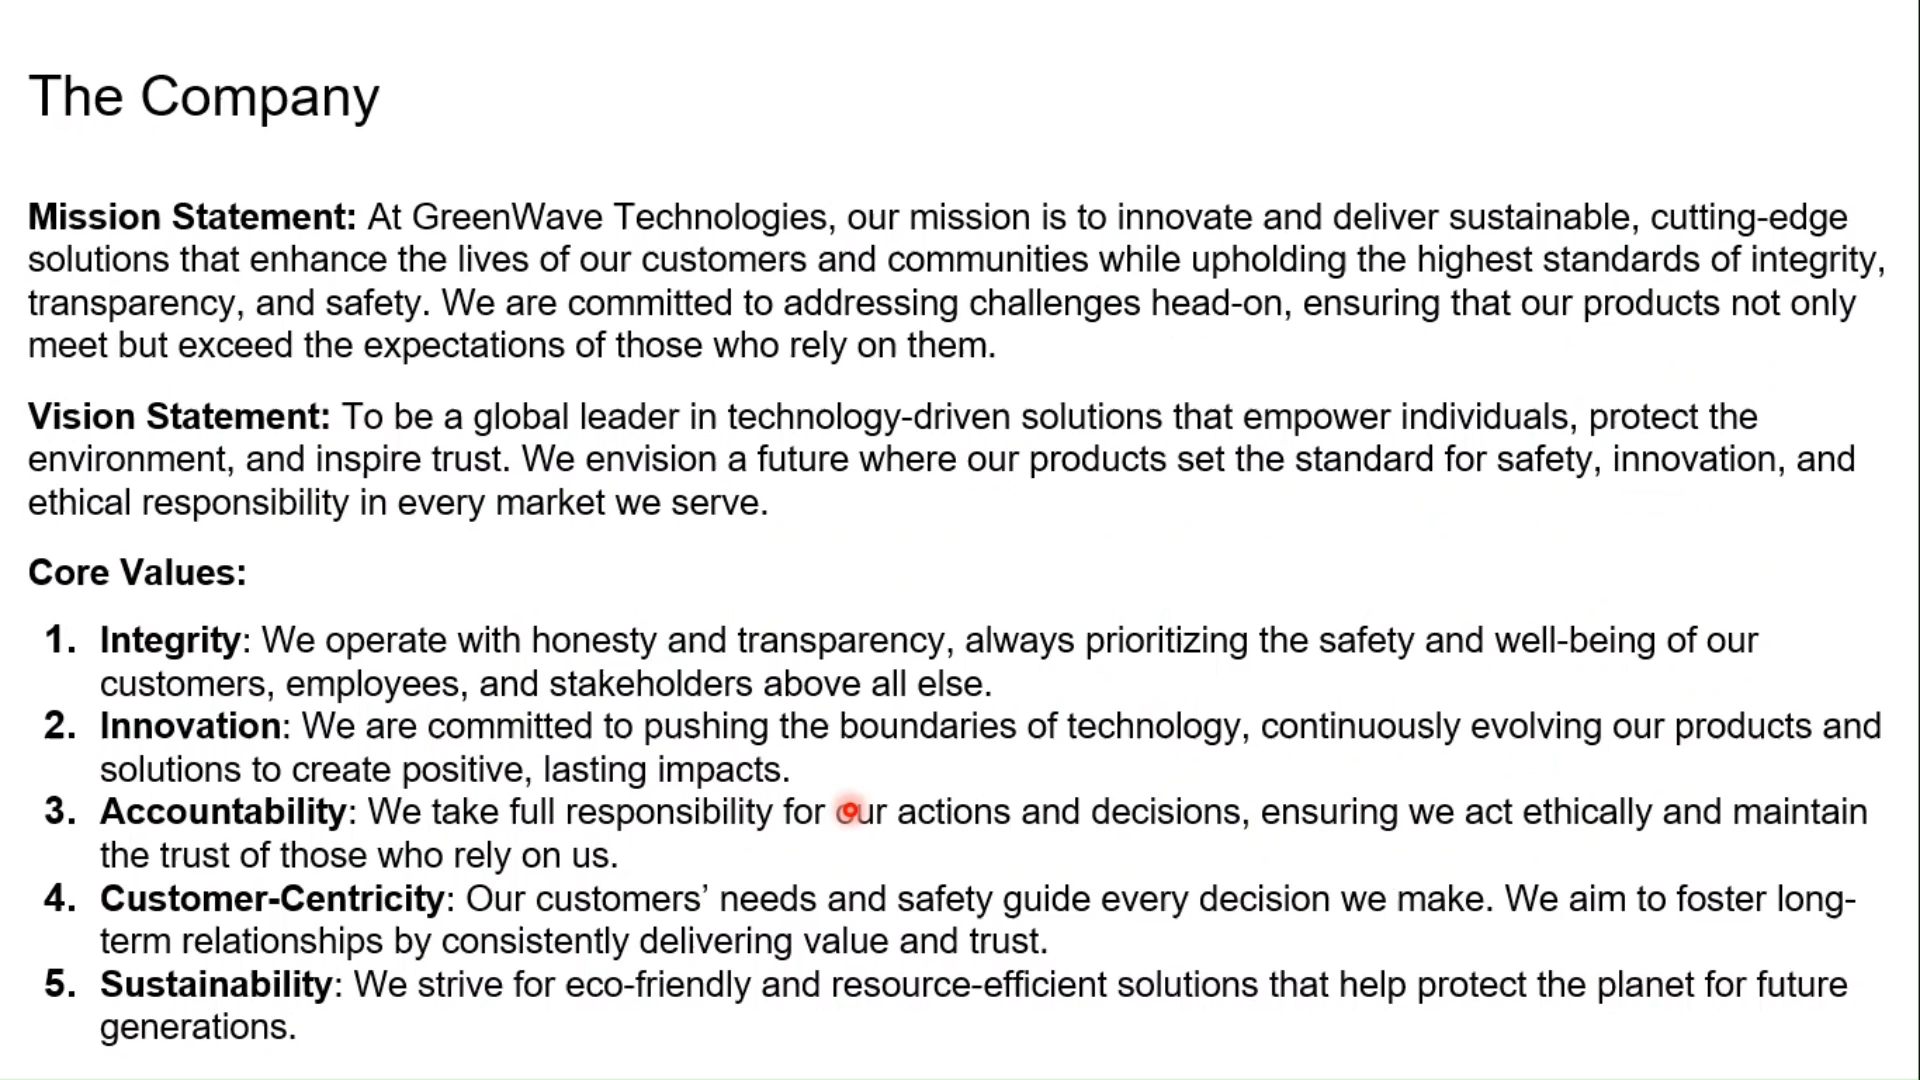 The Company
Mission Statement: At GreenWave Technologies, our mission is to innovate and deliver sustainable, cutting-edge
solutions that enhance the lives of our customers and communities while upholding the highest standards of integrity,
transparency, and safety. We are committed to addressing challenges head-on, ensuring that our products not only
meet but exceed the expectations of those who rely on them.
Vision Statement: To be a global leader in technology-driven solutions that empower individuals, protect the
environment, and inspire trust. We envision a future where our products set the standard for safety, innovation, and
ethical responsibility in every market we serve.
Core Values:
1. Integrity: We operate with honesty and transparency, always prioritizing the safety and well-being of our
customers, employees, and stakeholders above all else.
2. Innovation: We are committed to pushing the boundaries of technology, continuously evolving our products and
solutions to create positive, lasting impacts.
3. Accountability: We take full responsibility for our actions and decisions, ensuring we act ethically and maintain
the trust of those who rely on us.
4. Customer-Centricity: Our customers’ needs and safety guide every decision we make. We aim to foster long-
term relationships by consistently delivering value and trust.
5. Sustainability: We strive for eco-friendly and resource-efficient solutions that help protect the planet for future
generations.